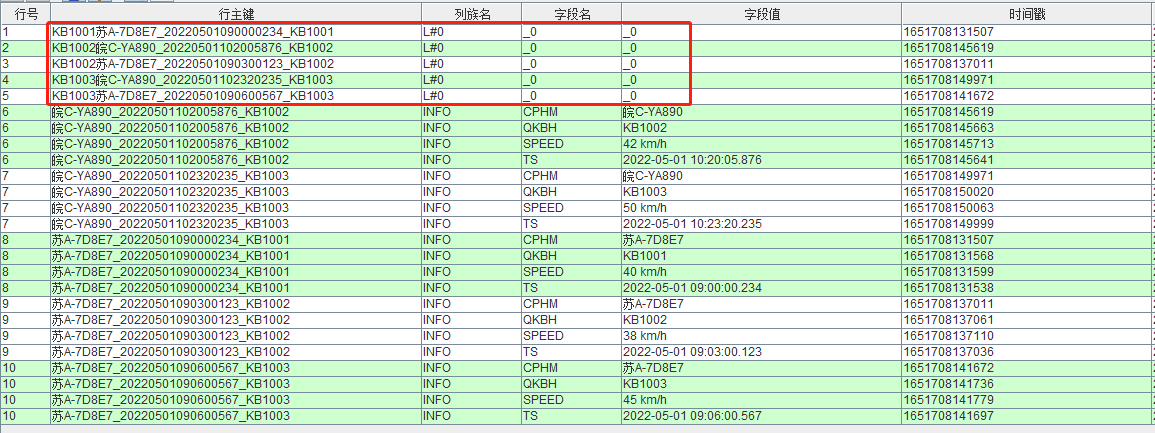 行号 行主键 列族名 字段名 字段值 时间戳
1 KB1001苏A-7D8E7_20220501090000234_KB1001 L#0 _0 _0 1651708131507
2 KB1002皖C-YA890_20220501102005876_KB1002 L#0 _0 _0 1651708145619
3 KB1002苏A-7D8E7_20220501090300123_KB1002 L#0 _0 _0 1651708137011
4 KB1003皖C-YA890_20220501102320235_KB1003 L#0 _0 _0 1651708149971
5 KB1003苏A-7D8E7_20220501090600567_KB1003 L#0 _0 _0 1651708141672
6 皖C-YA890_20220501102005876_KB1002 INFO CPHM 皖C-YA890 1651708145619
6 皖C-YA890_20220501102005876_KB1002 INFO QKBH KB1002 1651708145663
6 皖C-YA890_20220501102005876_KB1002 INFO SPEED 42 km/h 1651708145713
6 皖C-YA890_20220501102005876_KB1002 INFO TS 2022-05-01 10:20:05.876 1651708145641
7 皖C-YA890_20220501102320235_KB1003 INFO CPHM 皖C-YA890 1651708149971
7 皖C-YA890_20220501102320235_KB1003 INFO QKBH KB1003 1651708150020
7 皖C-YA890_20220501102320235_KB1003 INFO SPEED 50 km/h 1651708150063
7 皖C-YA890_20220501102320235_KB1003 INFO TS 2022-05-01 10:23:20.235 1651708149999
8 苏A-7D8E7_20220501090000234_KB1001 INFO CPHM 苏A-7D8E7 1651708131507
8 苏A-7D8E7_20220501090000234_KB1001 INFO QKBH KB1001 1651708131568
8 苏A-7D8E7_20220501090000234_KB1001 INFO SPEED 40 km/h 1651708131599
8 苏A-7D8E7_20220501090000234_KB1001 INFO TS 2022-05-01 09:00:00.234 1651708131538
9 苏A-7D8E7_20220501090300123_KB1002 INFO CPHM 苏A-7D8E7 1651708137011
9 苏A-7D8E7_20220501090300123_KB1002 INFO QKBH KB1002 1651708137061
9 苏A-7D8E7_20220501090300123_KB1002 INFO SPEED 38 km/h 1651708137110
9 苏A-7D8E7_20220501090300123_KB1002 INFO TS 2022-05-01 09:03:00.123 1651708137036
10 苏A-7D8E7_20220501090600567_KB1003 INFO CPHM 苏A-7D8E7 1651708141672
10 苏A-7D8E7_20220501090600567_KB1003 INFO QKBH KB1003 1651708141736
10 苏A-7D8E7_20220501090600567_KB1003 INFO SPEED 45 km/h 1651708141779
10 苏A-7D8E7_20220501090600567_KB1003 INFO TS 2022-05-01 09:06:00.567 1651708141697